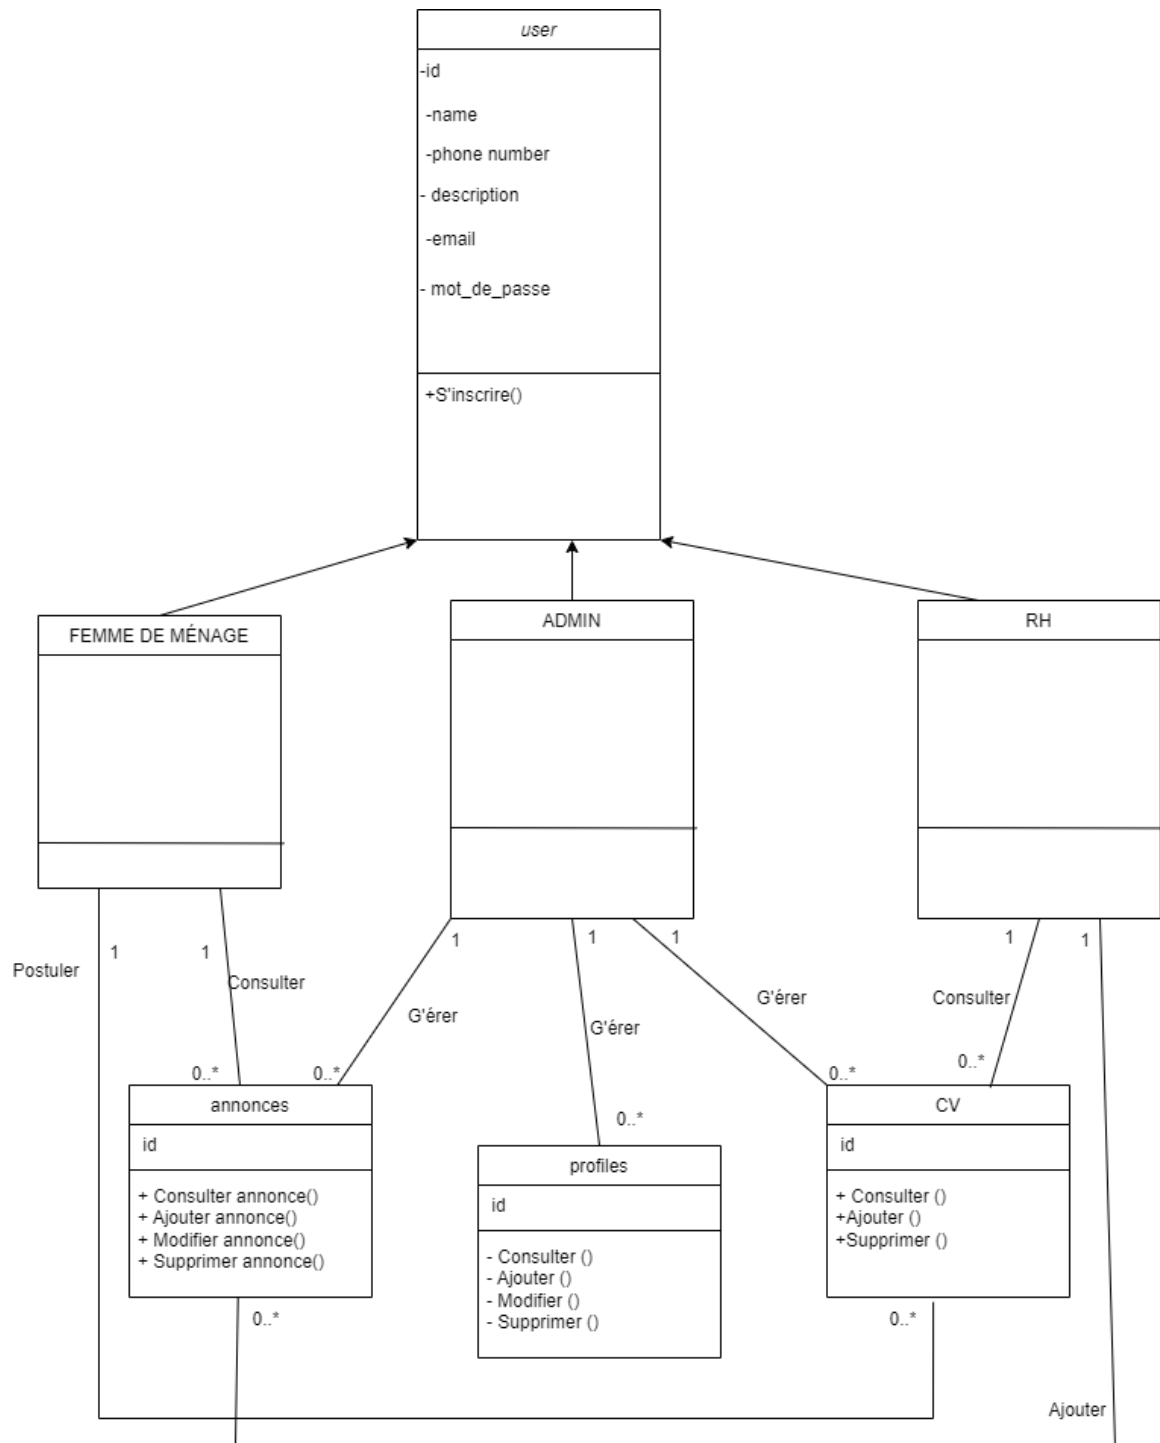 user
-id
-name
-phone number
- description
-email
- mot_de_passe
+S'inscrire()
FEMME DE MÉNAGE
ADMIN
RH
1
1
1
1
1
1
1
Postuler
Consulter
G'érer
G'érer
G'érer
Consulter
0..*
0..*
0..*
0..*
0..*
annonces
id
+ Consulter annonce()
+ Ajouter annonce()
+ Modifier annonce()
+ Supprimer annonce()
profiles
id
- Consulter ()
- Ajouter ()
- Modifier ()
- Supprimer ()
CV
id
+ Consulter ()
+Ajouter ()
+Supprimer ()
0..*
0..*
Ajouter